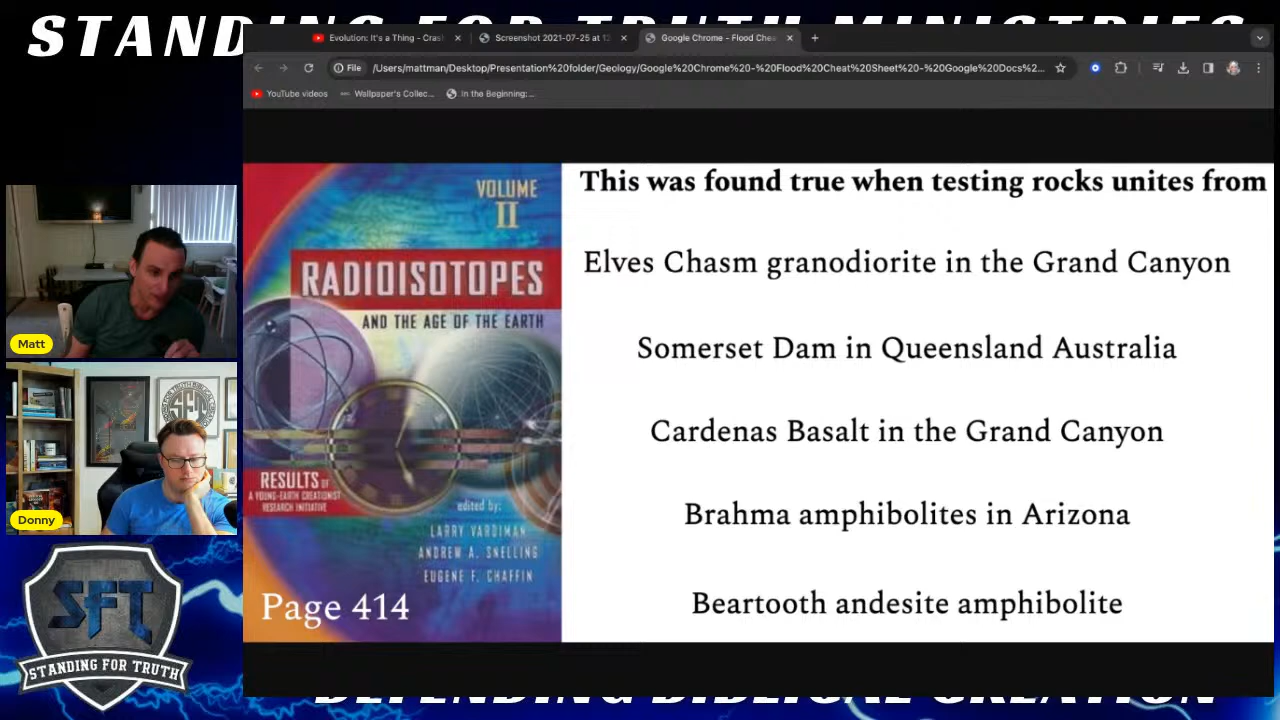 STANDING FOR TRUTH MINISTRIES
Evolution: It's a Thing - Cras
Screenshot 2021-07-25 at 13
Google Chrome - Flood Chea
File
/Users/mattman/Desktop/Presentation%20folder/Geology/Google%20Chrome%20-%20Flood%20Cheat%20Sheet%20-%20Google%20Docs%2...
YouTube videos
Wallpaper's Collec...
In the Beginning:...
VOLUME
II
RADIOISOTOPES
AND THE AGE OF THE EARTH
RESULTS OF
A YOUNG-EARTH CREATIONIST
RESEARCH INITIATIVE
edited by:
LARRY VARDIMAN
ANDREW A. SNELLING
EUGENE F. CHAFFIN
Page 414
This was found true when testing rocks unites from
Elves Chasm granodiorite in the Grand Canyon
Somerset Dam in Queensland Australia
Cardenas Basalt in the Grand Canyon
Brahma amphibolites in Arizona
Beartooth andesite amphibolite
Matt
SFT
Donny
SFT
STANDING FOR TRUTH
DEFENDING BIBLICAL CREATION